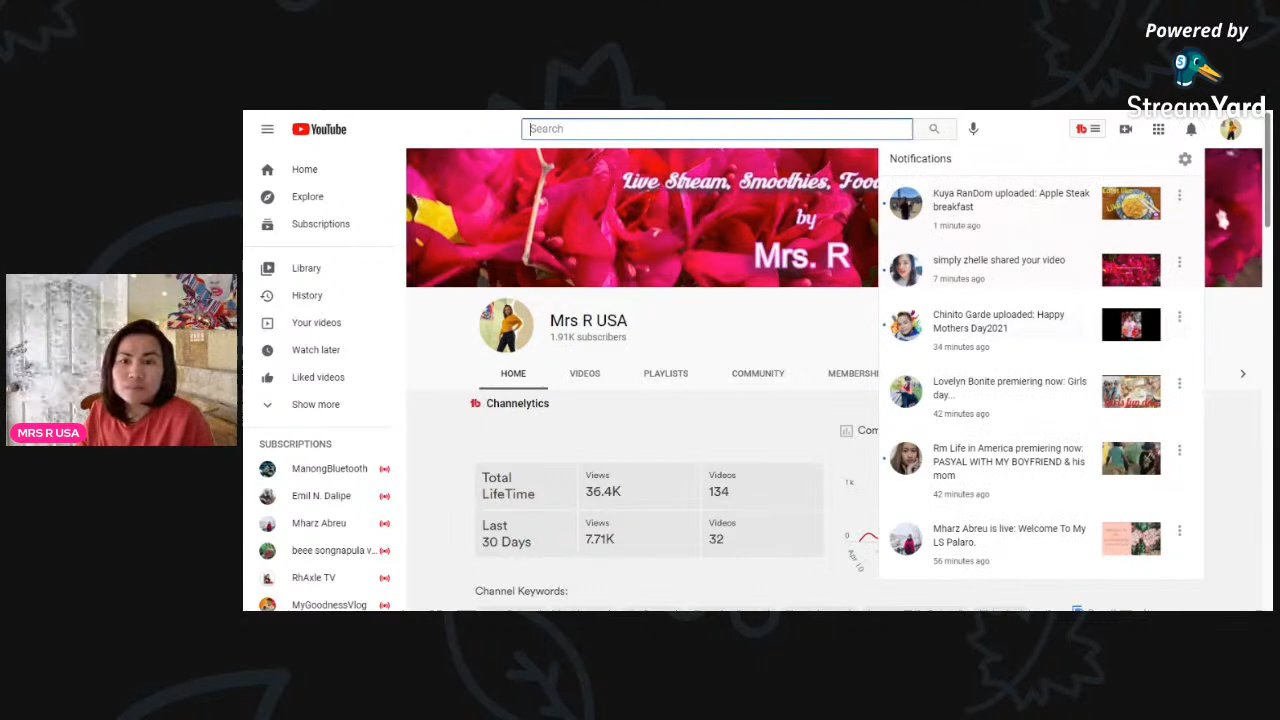 Powered by
StreamYard
YouTube
Search
Home
Explore
Subscriptions
Library
History
Your videos
Watch later
Liked videos
Show more
SUBSCRIPTIONS
ManongBluetooth
Emil N. Dalipe
Mharz Abreu
beee songnapula v...
RhAxle TV
MyGoodnessVlog
MRS R USA
Live Stream, Smoothies, Food
by
Mrs. R
Mrs R USA
1.91K subscribers
HOME
VIDEOS
PLAYLISTS
COMMUNITY
MEMBERSHI
Channelytics
Com
Total
LifeTime
Views
36.4K
Videos
134
Last
30 Days
Views
7.71K
Videos
32
1k
0
Apr 10
Channel Keywords:
Notifications
Kuya RanDom uploaded: Apple Steak
breakfast
1 minute ago
simply zhelle shared your video
7 minutes ago
Chinito Garde uploaded: Happy
Mothers Day2021
34 minutes ago
Lovelyn Bonite premiering now: Girls
day...
42 minutes ago
Rm Life in America premiering now:
PASYAL WITH MY BOYFRIEND & his
mom
42 minutes ago
Mharz Abreu is live: Welcome To My
LS Palaro.
56 minutes ago